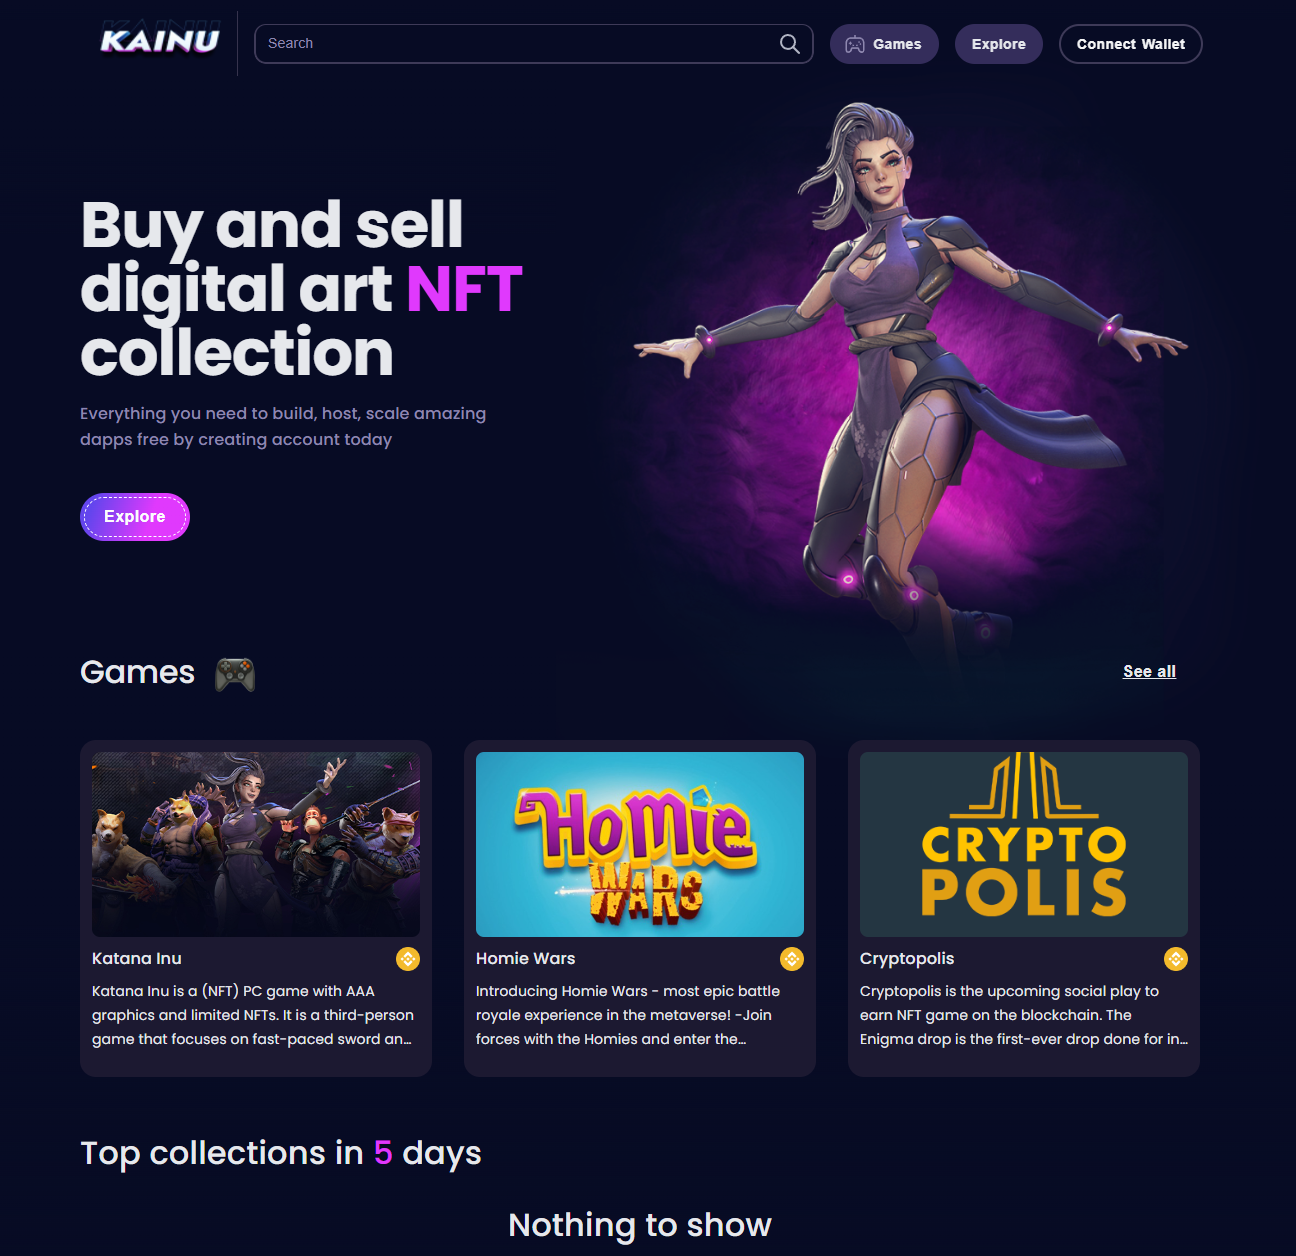 KAINU
Search
Games
Explore
Connect Wallet
Buy and sell
digital art NFT
collection
Everything you need to build, host, scale amazing
dapps free by creating account today
Explore
Games
See all
HOMIE
WARS
CRYPTO
POLIS
Katana Inu
Katana Inu is a (NFT) PC game with AAA
graphics and limited NFTs. It is a third-person
game that focuses on fast-paced sword an...
Homie Wars
Introducing Homie Wars - most epic battle
royale experience in the metaverse! -Join
forces with the Homies and enter the...
Cryptopolis
Cryptopolis is the upcoming social play to
earn NFT game on the blockchain. The
Enigma drop is the first-ever drop done for in...
Top collections in 5 days
Nothing to show